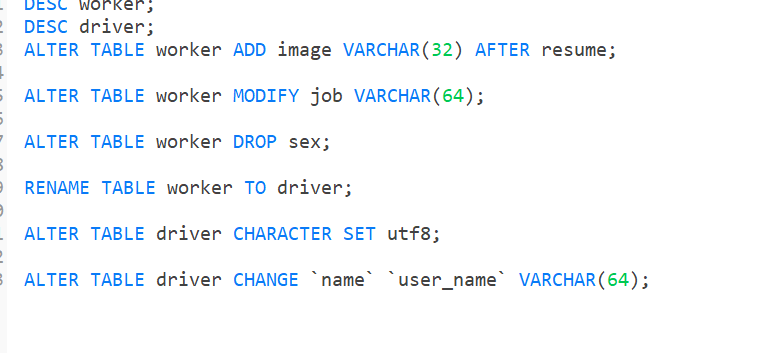 DESC worker;
DESC driver;
ALTER TABLE worker ADD image VARCHAR(32) AFTER resume;
ALTER TABLE worker MODIFY job VARCHAR(64);
ALTER TABLE worker DROP sex;
RENAME TABLE worker TO driver;
ALTER TABLE driver CHARACTER SET utf8;
ALTER TABLE driver CHANGE `name` `user_name` VARCHAR(64);